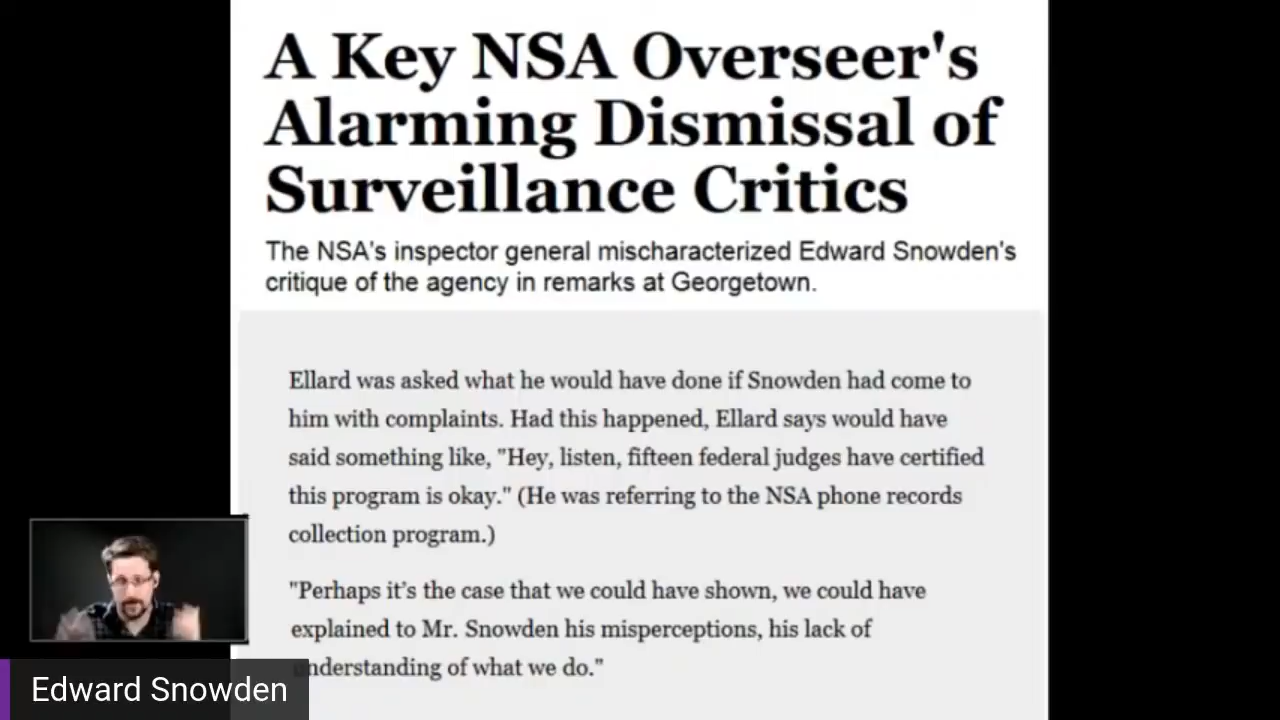 A Key NSA Overseer's
Alarming Dismissal of
Surveillance Critics
The NSA's inspector general mischaracterized Edward Snowden's
critique of the agency in remarks at Georgetown.
Ellard was asked what he would have done if Snowden had come to
him with complaints. Had this happened, Ellard says would have
said something like, "Hey, listen, fifteen federal judges have certified
this program is okay." (He was referring to the NSA phone records
collection program.)
"Perhaps it's the case that we could have shown, we could have
explained to Mr. Snowden his misperceptions, his lack of
understanding of what we do."
Edward Snowden